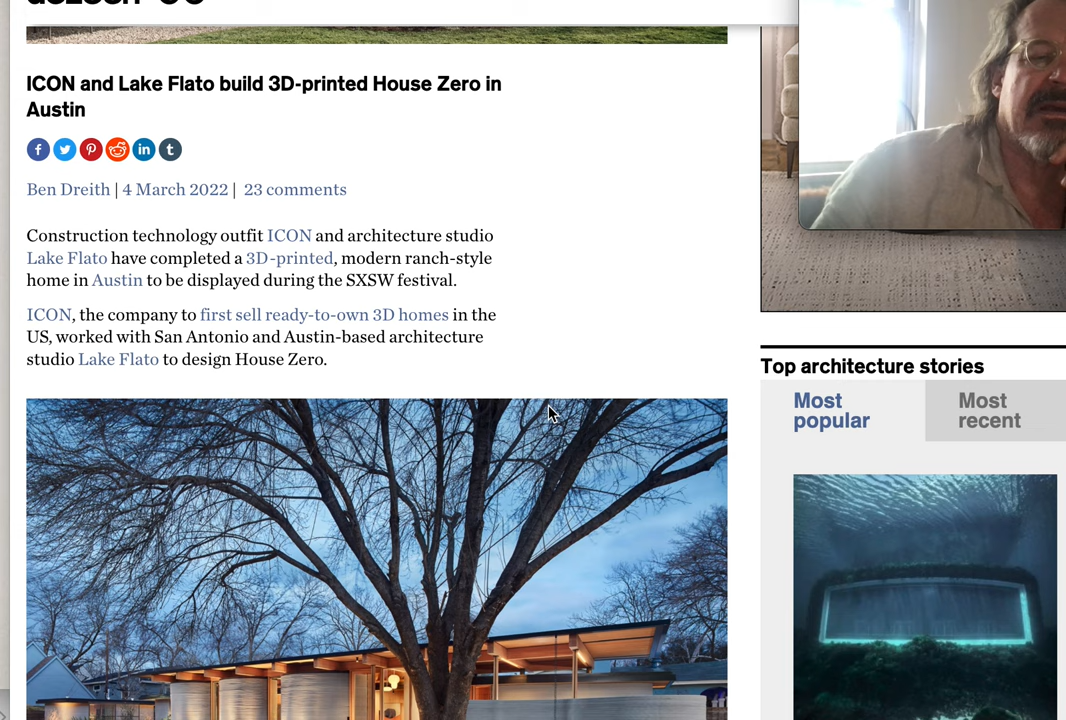 ICON and Lake Flato build 3D-printed House Zero in
Austin
Ben Dreith | 4 March 2022 | 23 comments
Construction technology outfit ICON and architecture studio
Lake Flato have completed a 3D-printed, modern ranch-style
home in Austin to be displayed during the SXSW festival.
ICON, the company to first sell ready-to-own 3D homes in the
US, worked with San Antonio and Austin-based architecture
studio Lake Flato to design House Zero.
Top architecture stories
Most
popular
Most
recent